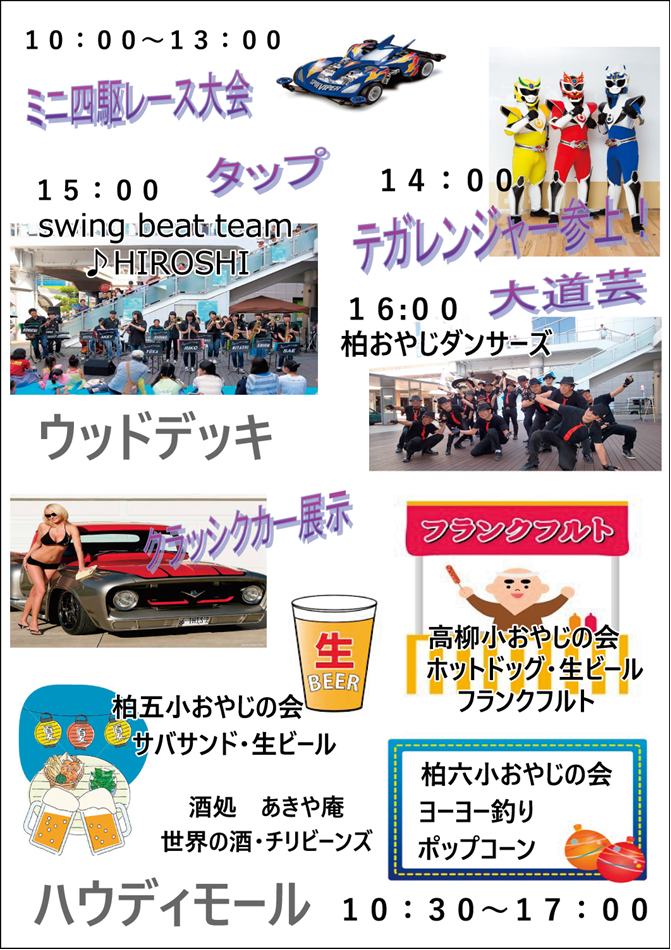 10：00～13：00
ミニ四駆レース大会
タップ
15：00
swing beat team
♪HIROSHI
14：00
テガレンジャー参上！
大道芸
16:00
柏おやじダンサーズ
ウッドデッキ
クラッシクカー展示
フランクフルト
高柳小おやじの会
ホットドッグ・生ビール
フランクフルト
生
BEER
柏五小おやじの会
サバサンド・生ビール
酒処　あきや庵
世界の酒・チリビーンズ
柏六小おやじの会
ヨーヨー釣り
ポップコーン
ハウディモール
10：30～17：00